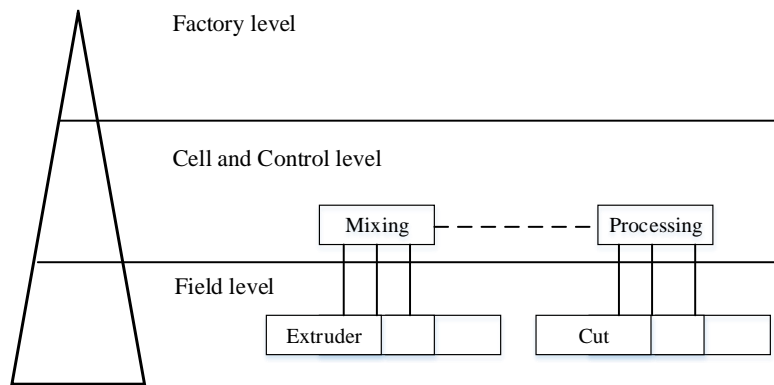 Factory level
Cell and Control level
Mixing
Processing
Field level
Extruder
Cut